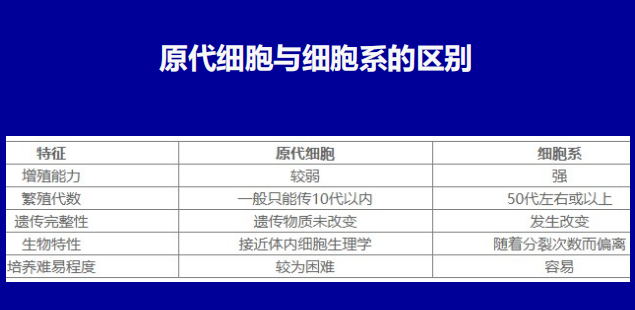 原代细胞与细胞系的区别
特征 原代细胞 细胞系
增殖能力 较弱 强
繁殖代数 一般只能传10代以内 50代左右或以上
遗传完整性 遗传物质未改变 发生改变
生物特性 接近体内细胞生理学 随着分裂次数而偏离
培养难易程度 较为困难 容易